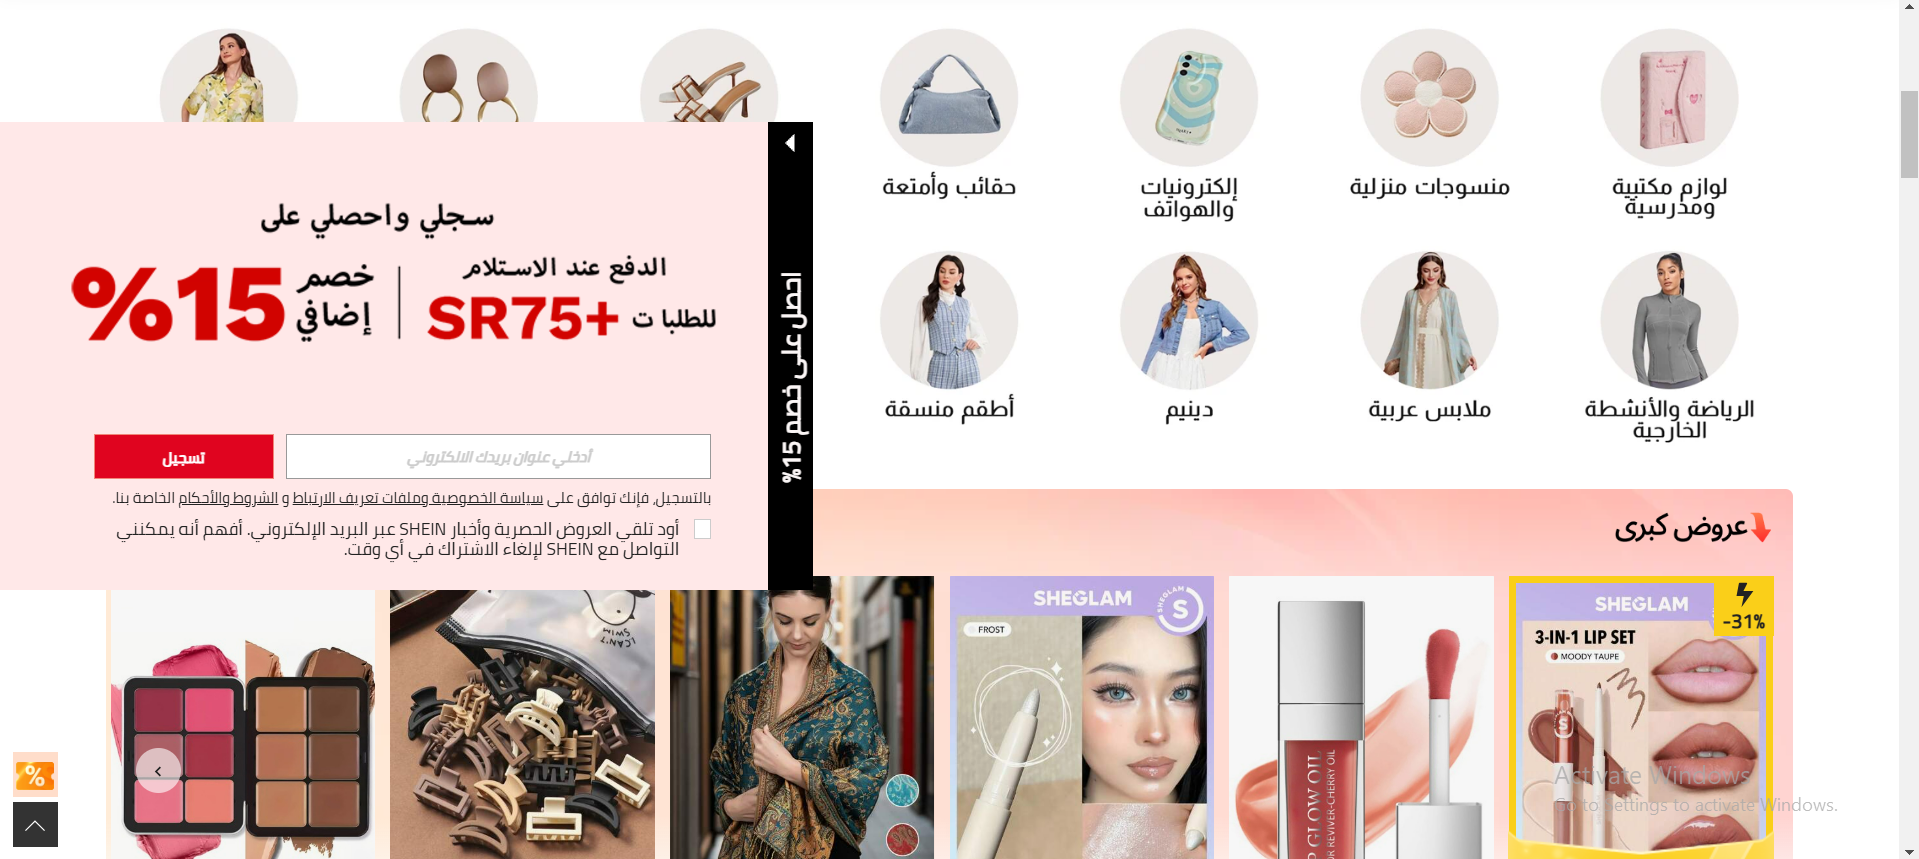 حقائب وأمتعة
إلكترونيات
والهواتف
منسوجات منزلية
لوازم مكتبية
ومدرسية
سجلي واحصلي على
الدفع عند الاستلام
للطلبا ت SR75+
خصم
إضافي
%15
احصل على خصم 15%
أدخلي عنوان بريدك الالكتروني
تسجيل
بالتسجيل، فإنك توافق على سياسة الخصوصية وملفات تعريف الارتباط و الشروط والأحكام الخاصة بنا.
أود تلقي العروض الحصرية وأخبار SHEIN عبر البريد الإلكتروني. أفهم أنه يمكنني
التواصل مع SHEIN لإلغاء الاشتراك في أي وقت.
أطقم منسقة
دينيم
ملابس عربية
الرياضة والأنشطة
الخارجية
عروض كبرى
I CAN'T
SWIM
SHEGLAM
SHEGLAM
S
FROST
P GLOW OIL
OR REVIVER-CHERRY OIL
SHEGLAM
-31%
3-IN-1 LIP SET
MOODY TAUPE
S
%
Activate Windows
Go to Settings to activate Windows.